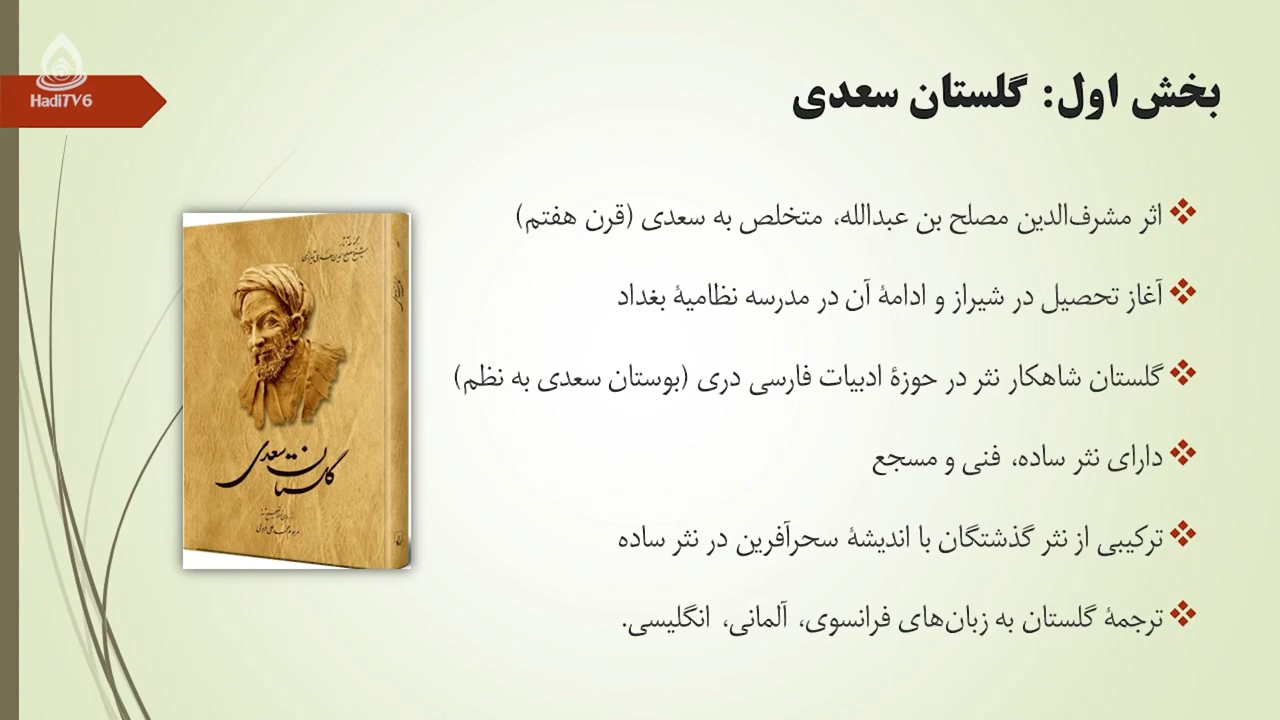 HadiTV6
بخش اول: گلستان سعدی
اثر مشرف‌الدین مصلح بن عبدالله، متخلص به سعدی (قرن هفتم)
آغاز تحصیل در شیراز و ادامهٔ آن در مدرسه نظامیهٔ بغداد
گلستان شاهکار نثر در حوزهٔ ادبیات فارسی دری (بوستان سعدی به نظم)
دارای نثر ساده، فنی و مسجع
ترکیبی از نثر گذشتگان با اندیشهٔ سحرآفرین در نثر ساده
ترجمهٔ گلستان به زبان‌های فرانسوی، آلمانی، انگلیسی.
گلستان سعدی